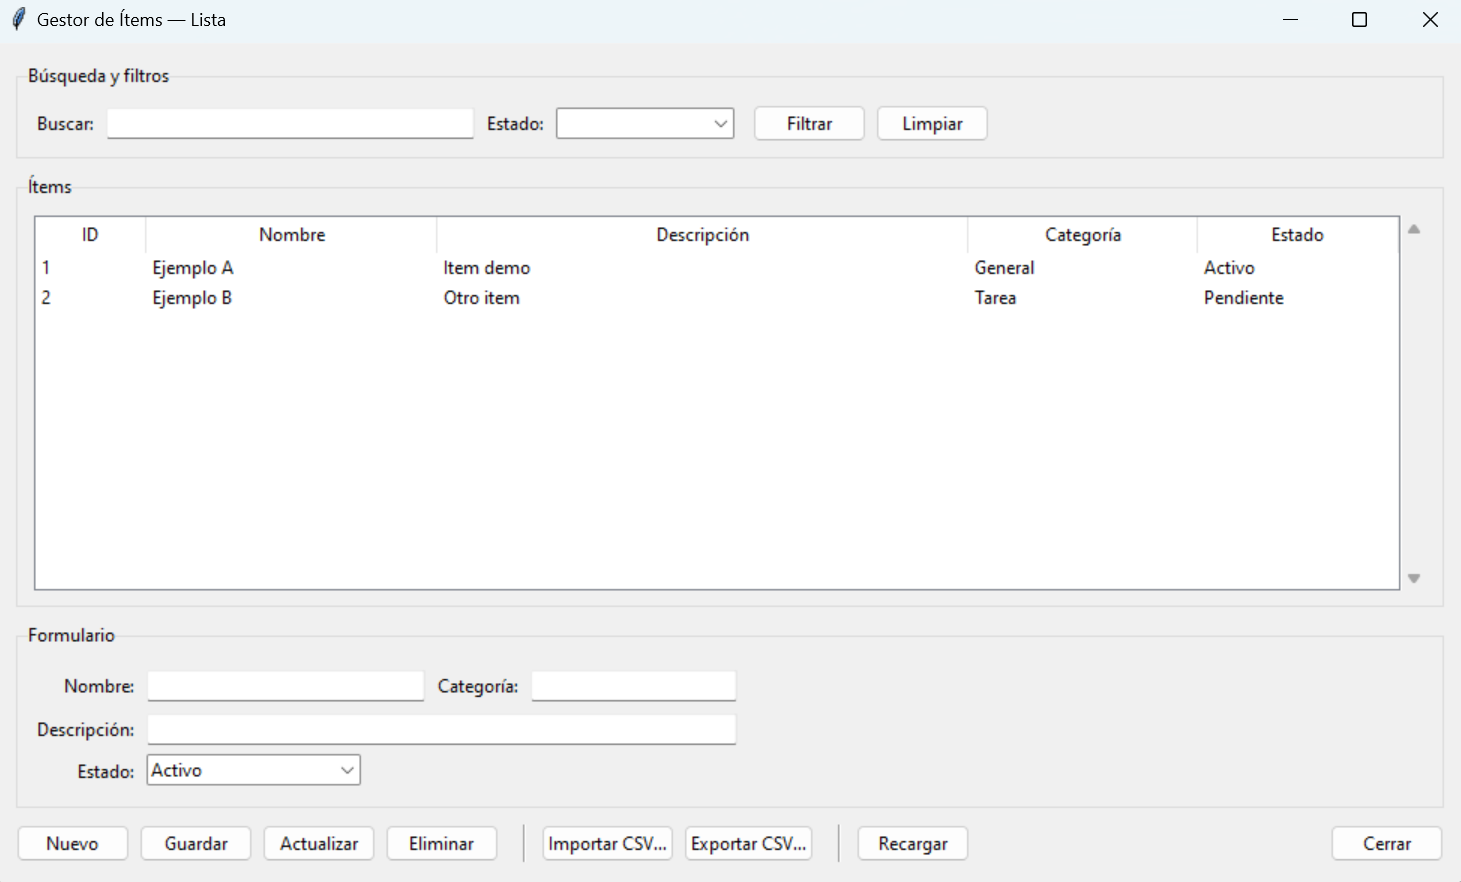 Gestor de Ítems — Lista
Búsqueda y filtros
Buscar: Estado: Filtrar Limpiar
Ítems
ID Nombre Descripción Categoría Estado
1 Ejemplo A Item demo General Activo
2 Ejemplo B Otro item Tarea Pendiente
Formulario
Nombre: Categoría:
Descripción:
Estado: Activo
Nuevo Guardar Actualizar Eliminar Importar CSV... Exportar CSV... Recargar Cerrar